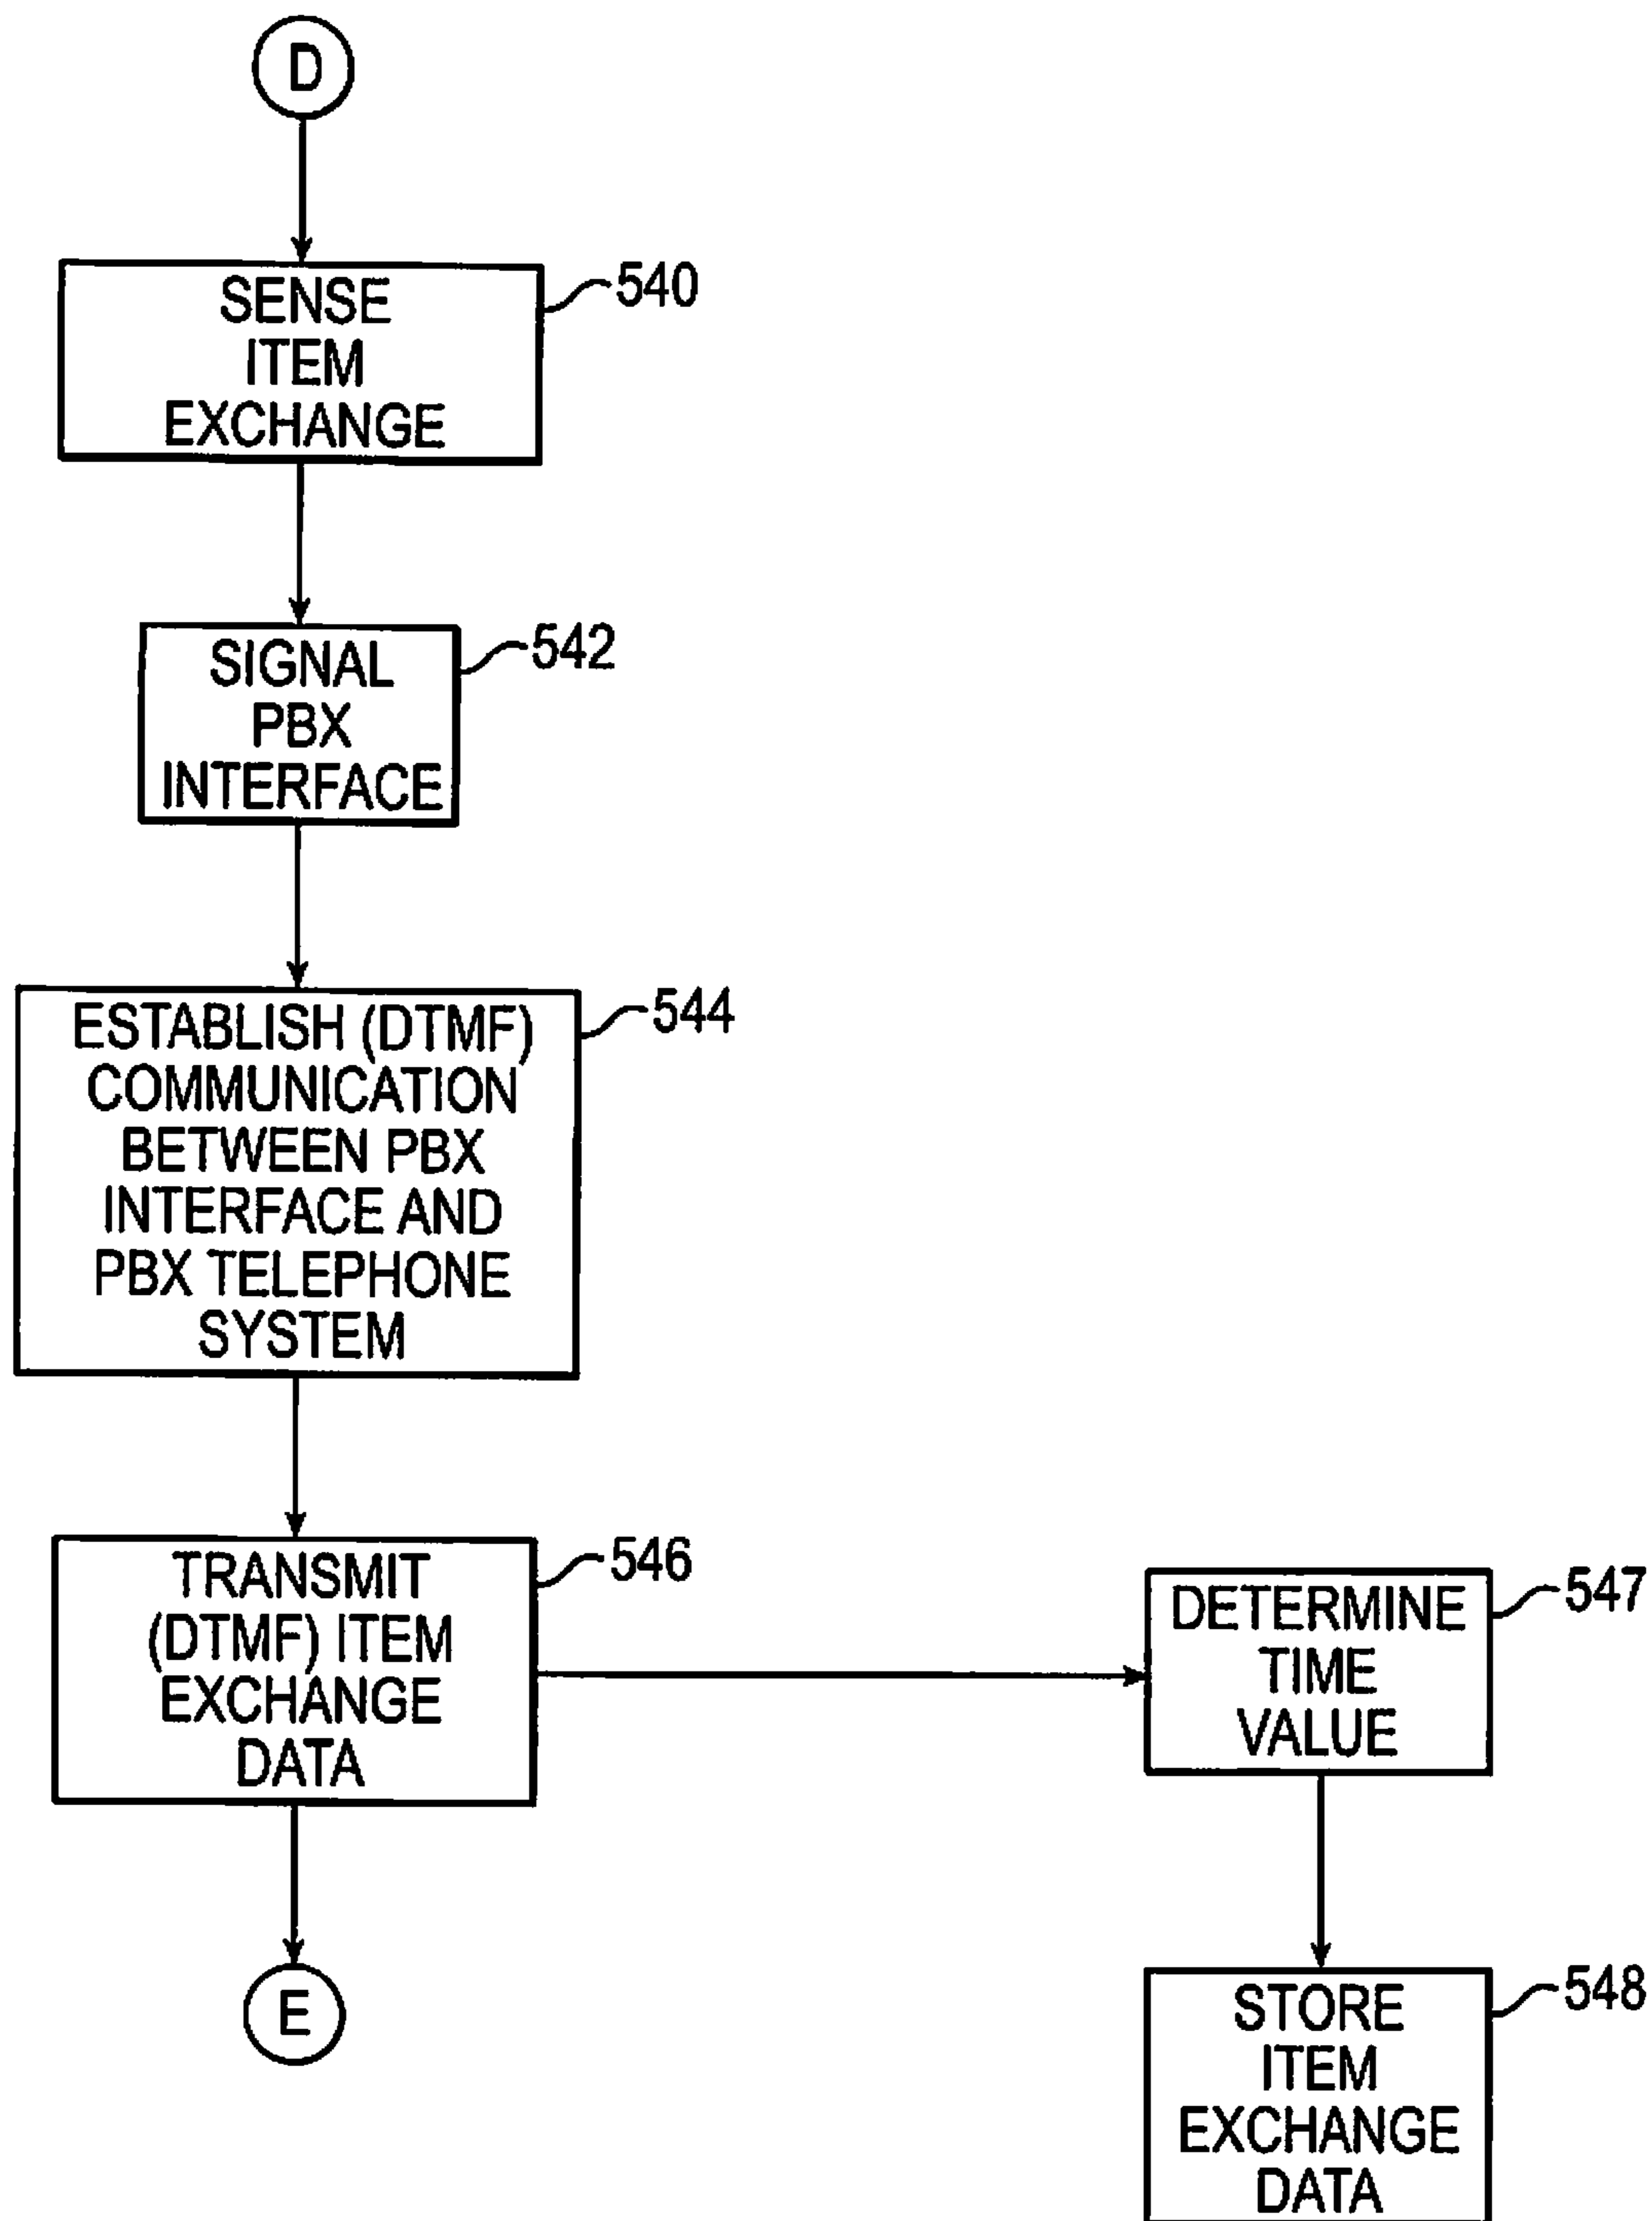 D
SENSE
ITEM
EXCHANGE
540
SIGNAL
PBX
INTERFACE
542
ESTABLISH (DTMF)
COMMUNICATION
BETWEEN PBX
INTERFACE AND
PBX TELEPHONE
SYSTEM
544
TRANSMIT
(DTMF) ITEM
EXCHANGE
DATA
546
DETERMINE
TIME
VALUE
547
E
STORE
ITEM
EXCHANGE
DATA
548